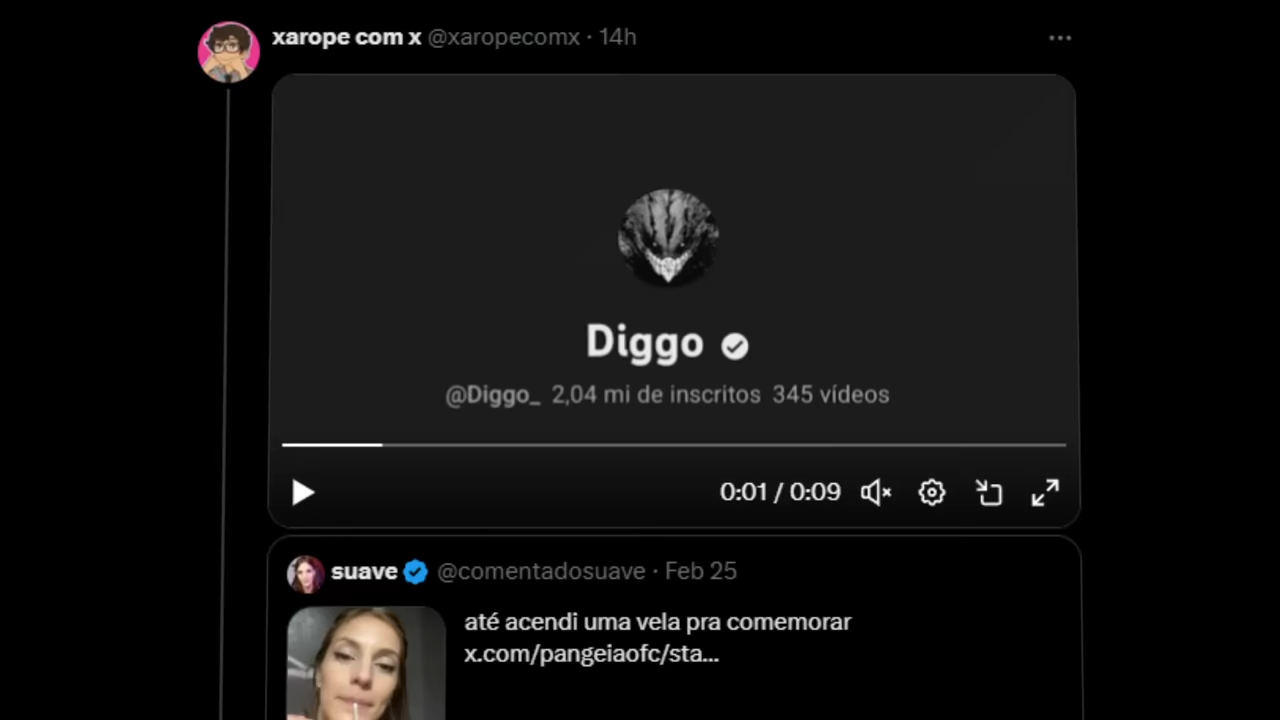 xarope com x @xaropecomx · 14h
Diggo
@Diggo_ 2,04 mi de inscritos 345 vídeos
0:01 / 0:09
suave @comentadosuave · Feb 25
até acendi uma vela pra comemorar
x.com/pangeiaofc/sta...